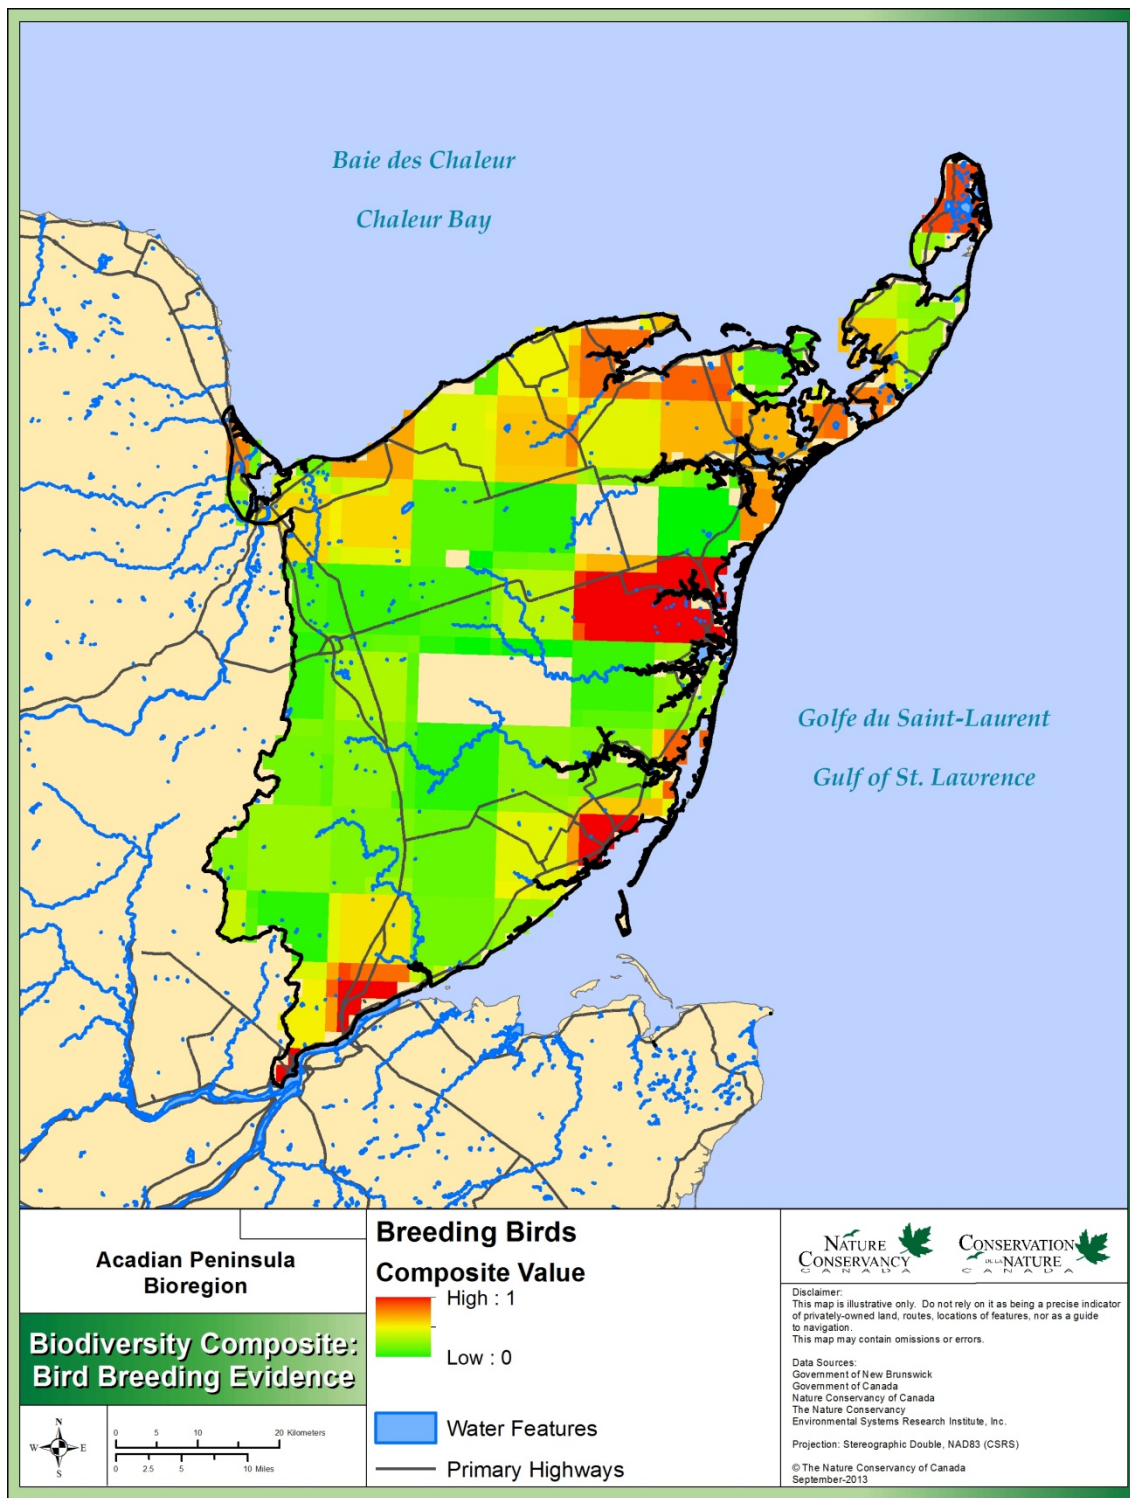 Baie des Chaleur
Chaleur Bay
Golfe du Saint-Laurent
Gulf of St. Lawrence
Acadian Peninsula
Bioregion
Biodiversity Composite:
Bird Breeding Evidence
N
W E
S
0 5 10 20 Kilometers
0 2.5 5 10 Miles
Breeding Birds
Composite Value
High : 1
Low : 0
Water Features
Primary Highways
NATURE
CONSERVANCY
CANADA
CONSERVATION
DE LA NATURE
CANADA
Disclaimer:
This map is illustrative only. Do not rely on it as being a precise indicator
of privately-owned land, routes, locations of features, nor as a guide
to navigation.
This map may contain omissions or errors.
Data Sources:
Government of New Brunswick
Government of Canada
Nature Conservancy of Canada
The Nature Conservancy
Environmental Systems Research Institute, Inc.
Projection: Stereographic Double, NAD83 (CSRS)
© The Nature Conservancy of Canada
September-2013